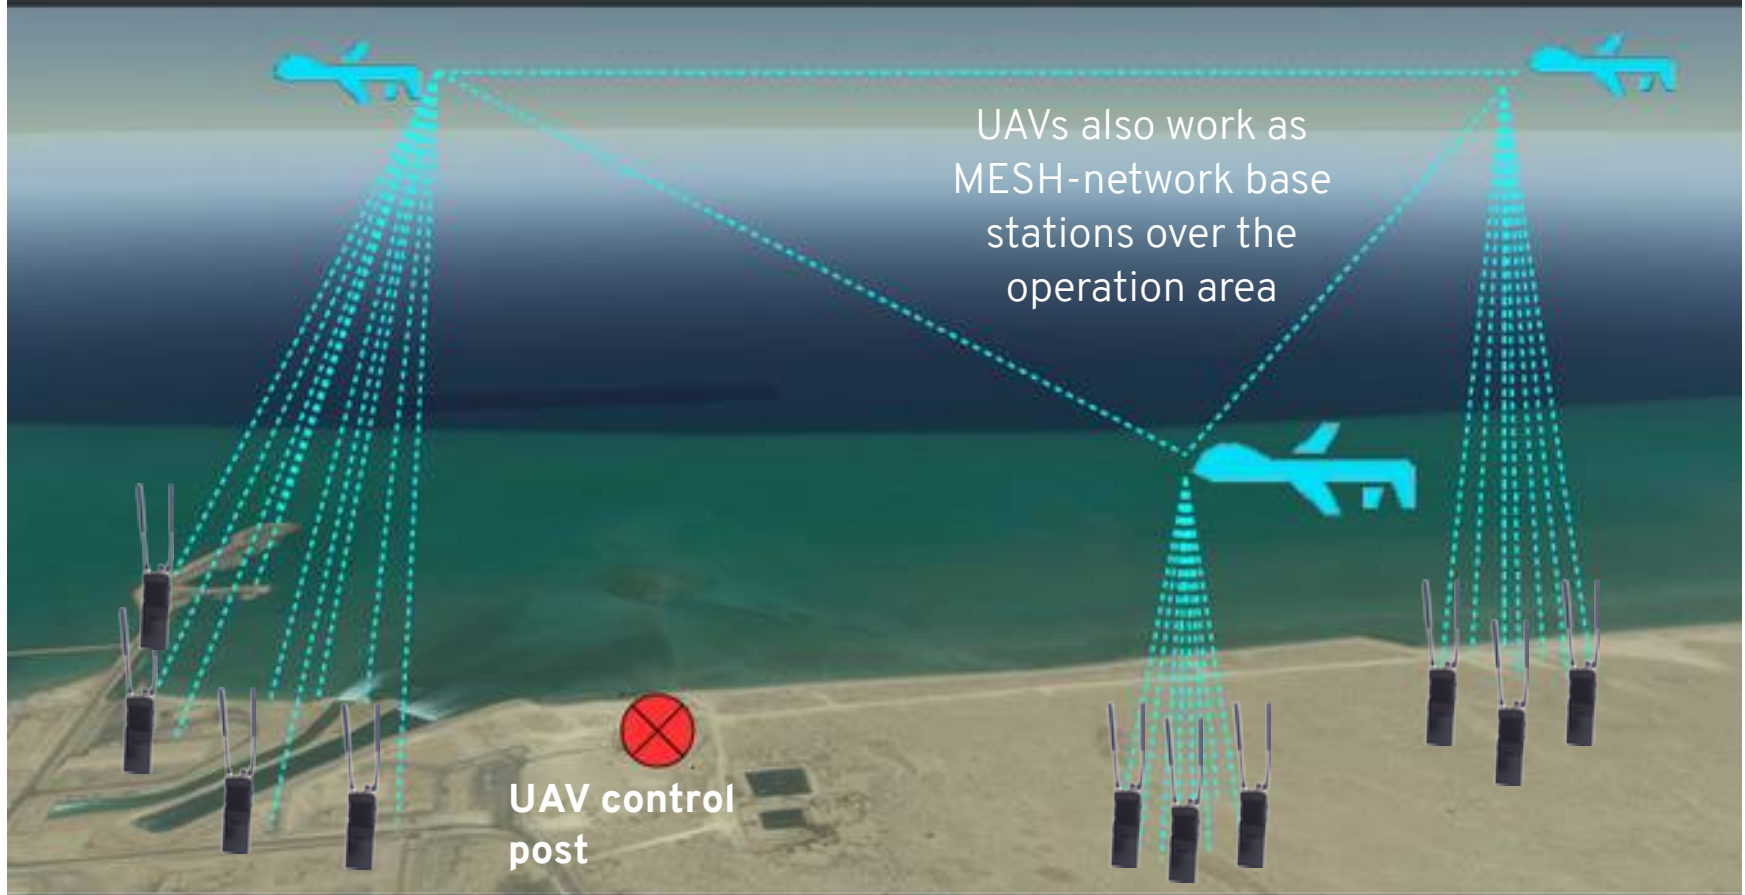 UAVs also work as
MESH-network base
stations over the
operation area
UAV control
post